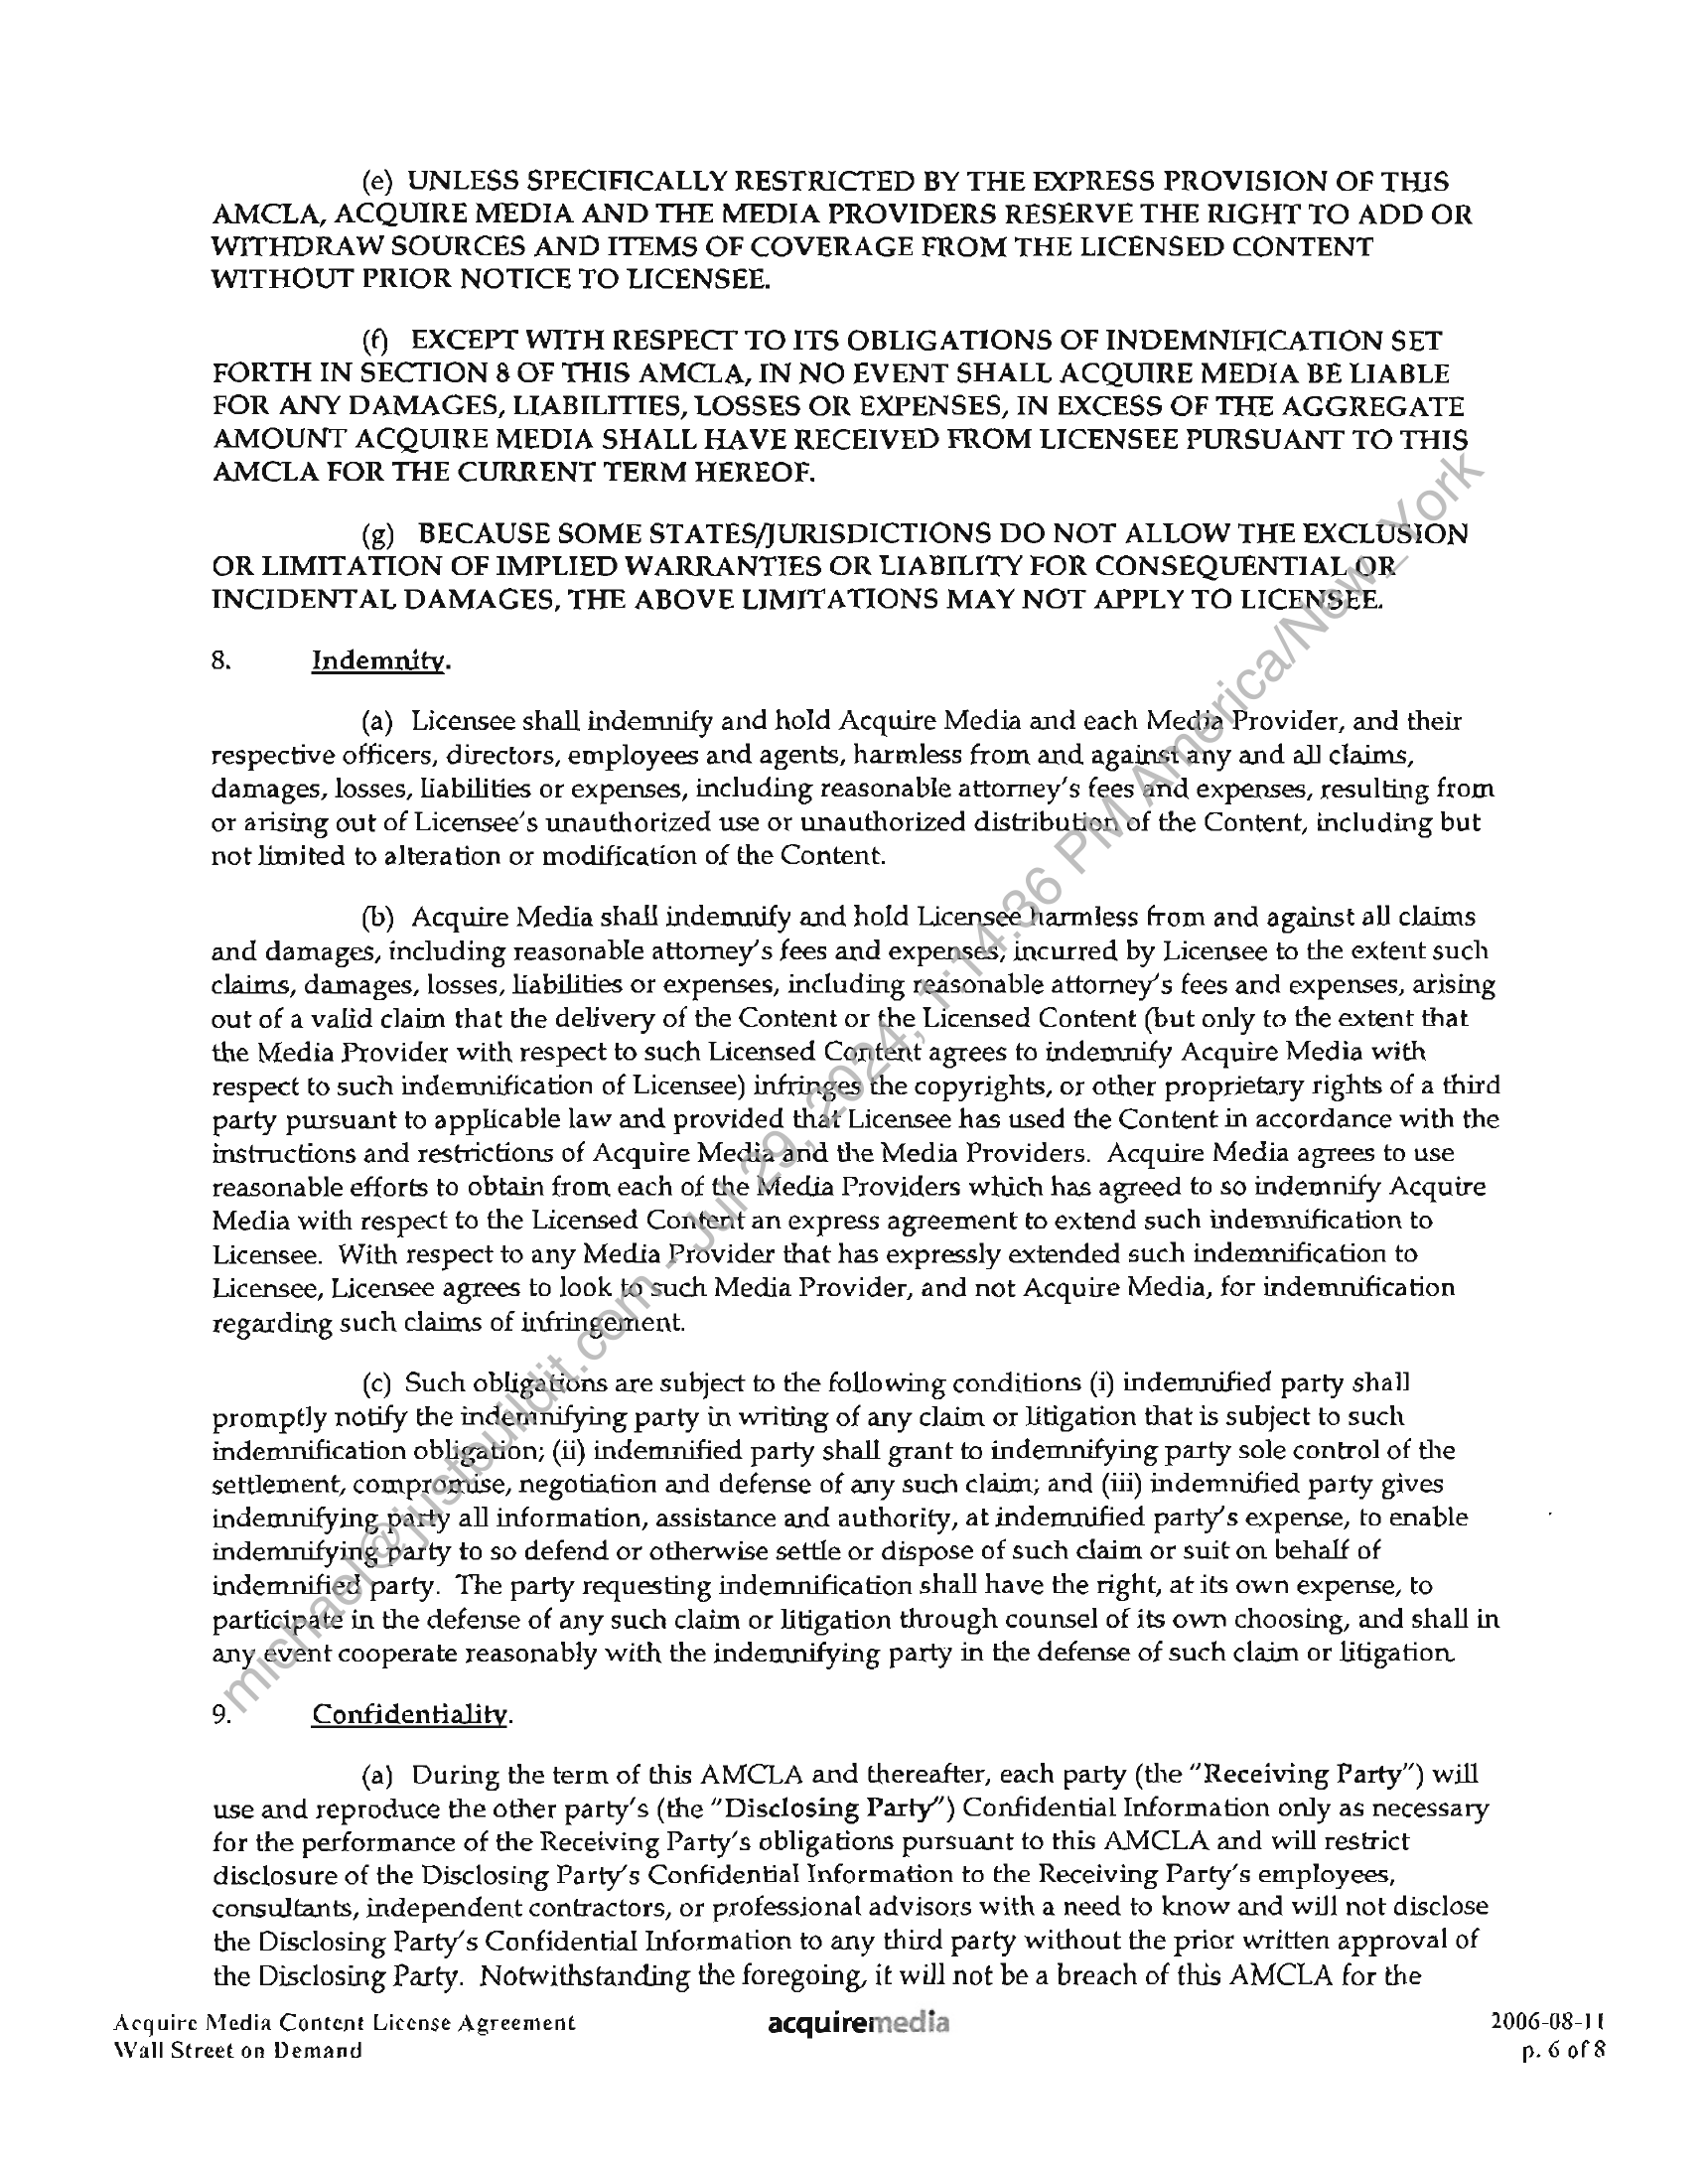 (e) UNLESS SPECIFICALLY RESTRICTED BY THE EXPRESS PROVISION OF THIS
AMCLA, ACQUIRE MEDIA AND THE MEDIA PROVIDERS RESERVE THE RIGHT TO ADD OR
WITHDRAW SOURCES AND ITEMS OF COVERAGE FROM THE LICENSED CONTENT
WITHOUT PRIOR NOTICE TO LICENSEE.
(f) EXCEPT WITH RESPECT TO ITS OBLIGATIONS OF INDEMNIFICATION SET
FORTH IN SECTION 8 OF THIS AMCLA, IN NO EVENT SHALL ACQUIRE MEDIA BE LIABLE
FOR ANY DAMAGES, LIABILITIES, LOSSES OR EXPENSES, IN EXCESS OF THE AGGREGATE
AMOUNT ACQUIRE MEDIA SHALL HAVE RECEIVED FROM LICENSEE PURSUANT TO THIS
AMCLA FOR THE CURRENT TERM HEREOF.
(g) BECAUSE SOME STATES/JURISDICTIONS DO NOT ALLOW THE EXCLUSION
OR LIMITATION OF IMPLIED WARRANTIES OR LIABILITY FOR CONSEQUENTIAL OR
INCIDENTAL DAMAGES, THE ABOVE LIMITATIONS MAY NOT APPLY TO LICENSEE.
8. Indemnity.
(a) Licensee shall indemnify and hold Acquire Media and each Media Provider, and their
respective officers, directors, employees and agents, harmless from and against any and all claims,
damages, losses, liabilities or expenses, including reasonable attorney's fees and expenses, resulting from
or arising out of Licensee's unauthorized use or unauthorized distribution of the Content, including but
not limited to alteration or modification of the Content.
(b) Acquire Media shall indemnify and hold Licensee harmless from and against all claims
and damages, including reasonable attorney's fees and expenses, incurred by Licensee to the extent such
claims, damages, losses, liabilities or expenses, including reasonable attorney's fees and expenses, arising
out of a valid claim that the delivery of the Content or the Licensed Content (but only to the extent that
the Media Provider with respect to such Licensed Content agrees to indemnify Acquire Media with
respect to such indemnification of Licensee) infringes the copyrights, or other proprietary rights of a third
party pursuant to applicable law and provided that Licensee has used the Content in accordance with the
instructions and restrictions of Acquire Media and the Media Providers. Acquire Media agrees to use
reasonable efforts to obtain from each of the Media Providers which has agreed to so indemnify Acquire
Media with respect to the Licensed Content an express agreement to extend such indemnification to
Licensee. With respect to any Media Provider that has expressly extended such indemnification to
Licensee, Licensee agrees to look to such Media Provider, and not Acquire Media, for indemnification
regarding such claims of infringement.
(c) Such obligations are subject to the following conditions (i) indemnified party shall
promptly notify the indemnifying party in writing of any claim or litigation that is subject to such
indemnification obligation; (ii) indemnified party shall grant to indemnifying party sole control of the
settlement, compromise, negotiation and defense of any such claim; and (iii) indemnified party gives
indemnifying party all information, assistance and authority, at indemnified party's expense, to enable
indemnifying party to so defend or otherwise settle or dispose of such claim or suit on behalf of
indemnified party. The party requesting indemnification shall have the right, at its own expense, to
participate in the defense of any such claim or litigation through counsel of its own choosing, and shall in
any event cooperate reasonably with the indemnifying party in the defense of such claim or litigation.
9. Confidentiality.
(a) During the term of this AMCLA and thereafter, each party (the "Receiving Party") will
use and reproduce the other party's (the "Disclosing Party") Confidential Information only as necessary
for the performance of the Receiving Party's obligations pursuant to this AMCLA and will restrict
disclosure of the Disclosing Party's Confidential Information to the Receiving Party's employees,
consultants, independent contractors, or professional advisors with a need to know and will not disclose
the Disclosing Party's Confidential Information to any third party without the prior written approval of
the Disclosing Party. Notwithstanding the foregoing, it will not be a breach of this AMCLA for the
Acquire Media Content License Agreement acquiremedia 2006-08-11
Wall Street on Demand p. 6 of 8
michael@justbuildit.com - Jul 29, 2024, 1:14:36 PM America/New_York